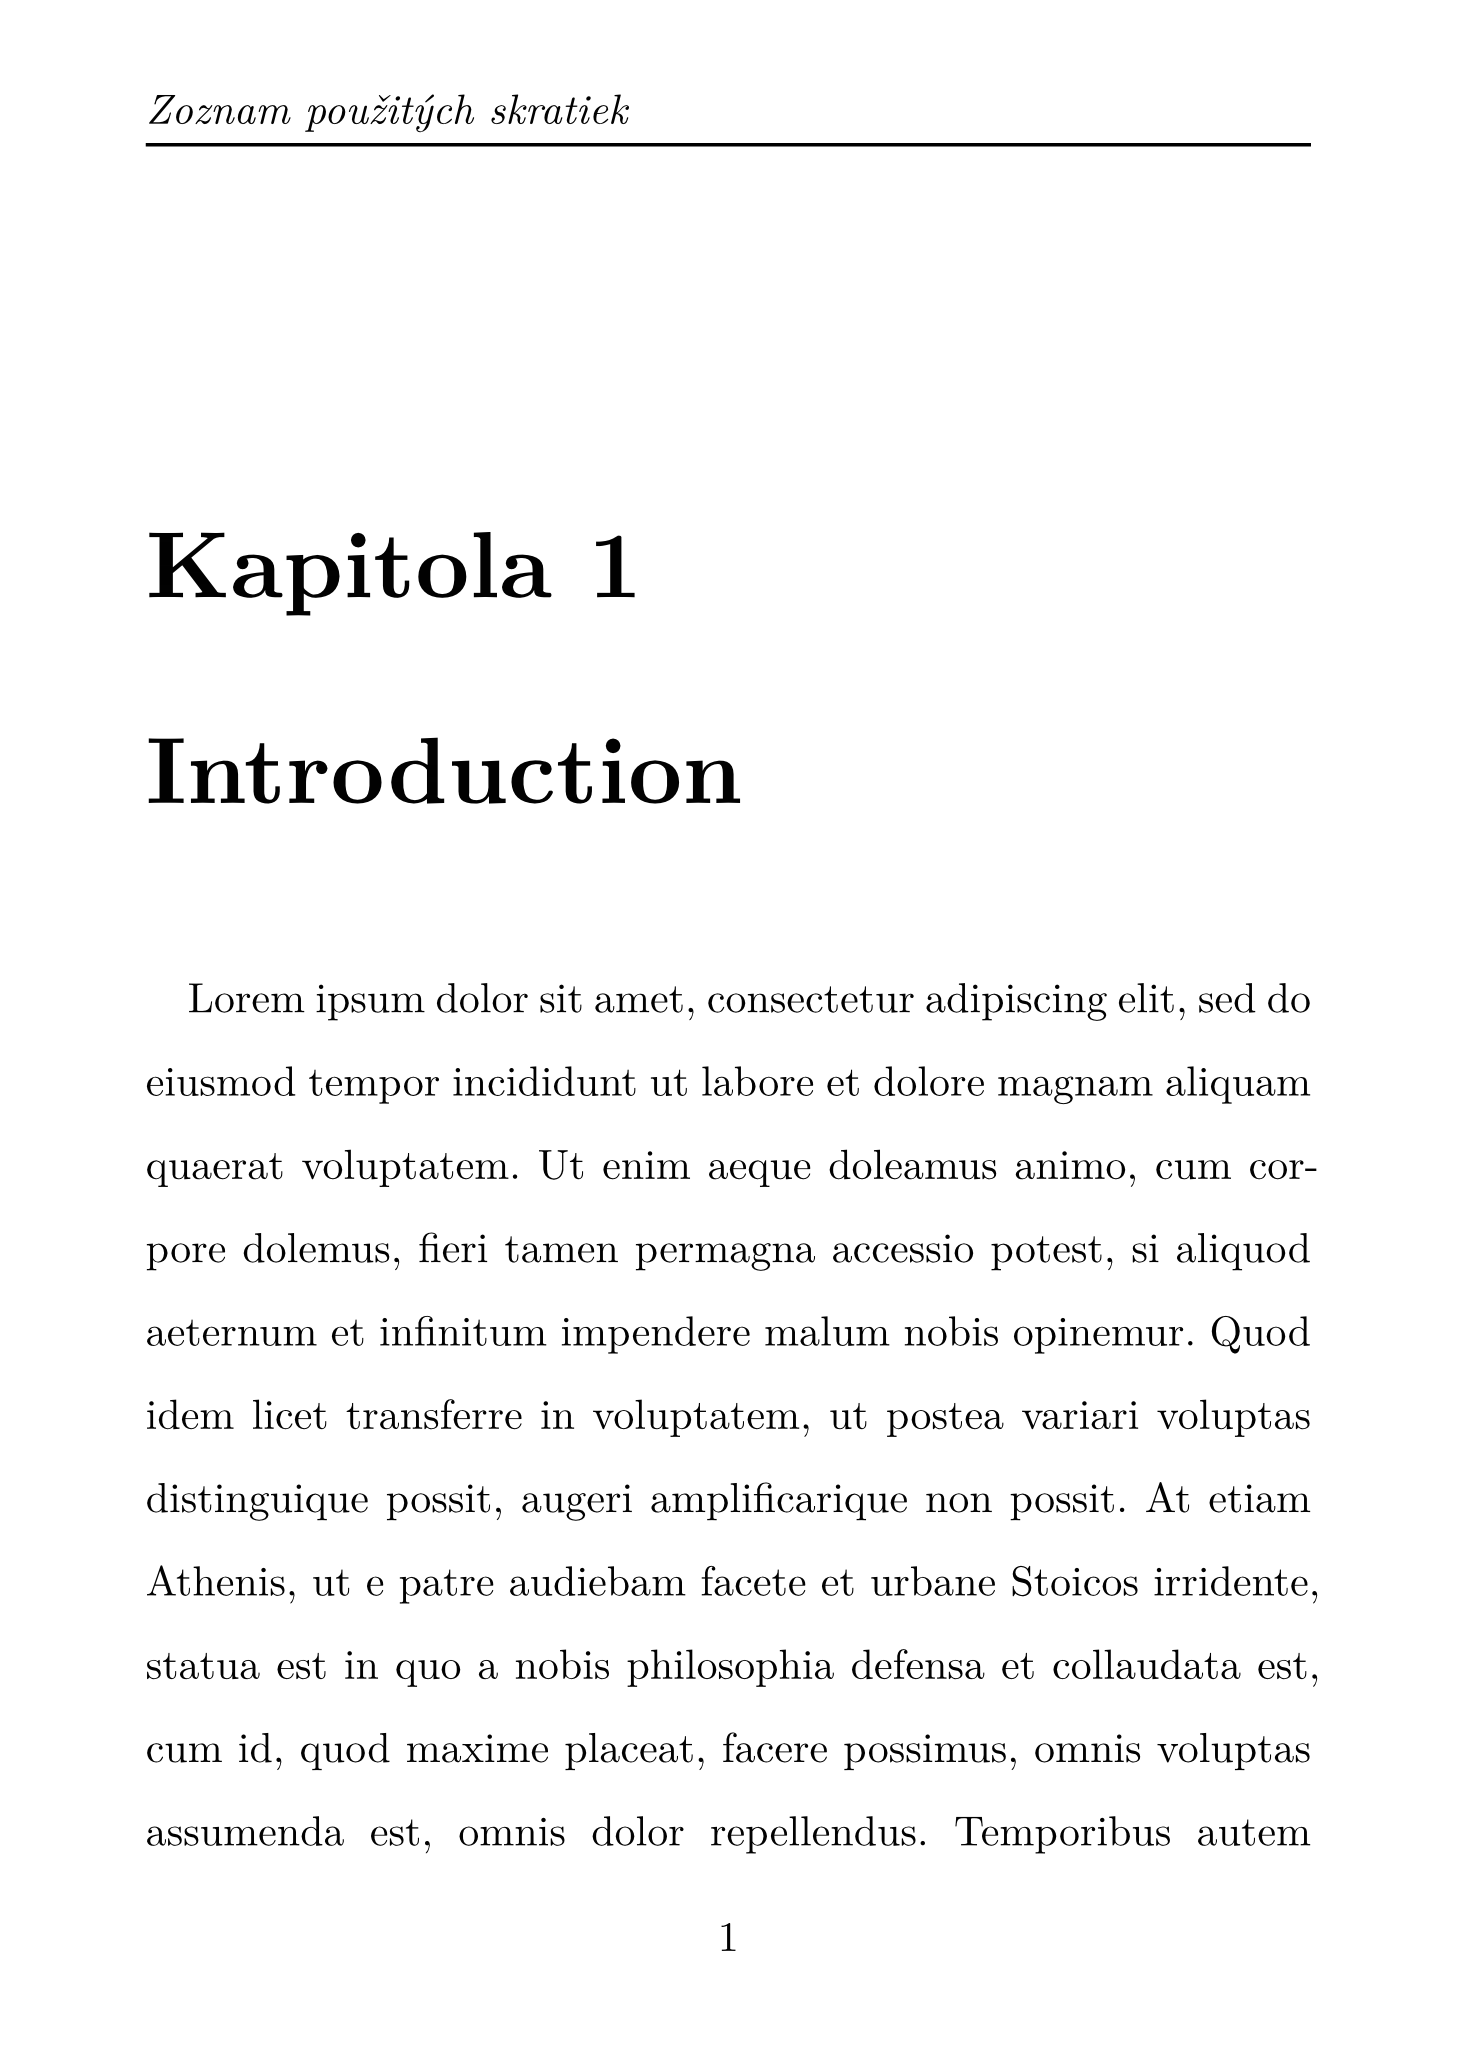 Zoznam použitých skratiek
Kapitola 1
Introduction
Lorem ipsum dolor sit amet, consectetur adipiscing elit, sed do
eiusmod tempor incididunt ut labore et dolore magnam aliquam
quaerat voluptatem. Ut enim aeque doleamus animo, cum cor-
pore dolemus, fieri tamen permagna accessio potest, si aliquod
aeternum et infinitum impendere malum nobis opinemur. Quod
idem licet transferre in voluptatem, ut postea variari voluptas
distinguique possit, augeri amplificarique non possit. At etiam
Athenis, ut e patre audiebam facete et urbane Stoicos irridente,
statua est in quo a nobis philosophia defensa et collaudata est,
cum id, quod maxime placeat, facere possimus, omnis voluptas
assumenda est, omnis dolor repellendus. Temporibus autem
1